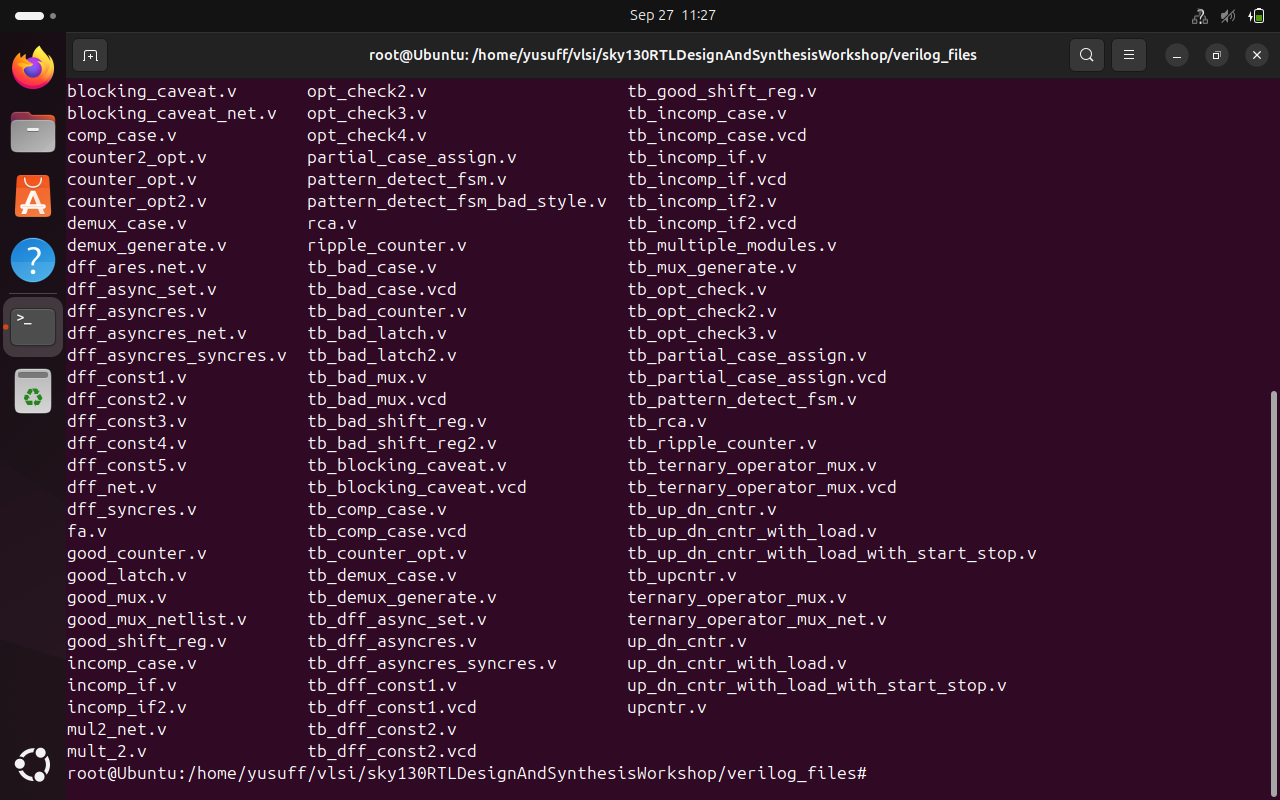 Sep 27 11:27
root@Ubuntu: /home/yusuff/vlsi/sky130RTLDesignAndSynthesisWorkshop/verilog_files
blocking_caveat.v opt_check2.v tb_good_shift_reg.v
blocking_caveat_net.v opt_check3.v tb_incomp_case.v
comp_case.v opt_check4.v tb_incomp_case.vcd
counter2_opt.v partial_case_assign.v tb_incomp_if.v
counter_opt.v pattern_detect_fsm.v tb_incomp_if.vcd
counter_opt2.v pattern_detect_fsm_bad_style.v tb_incomp_if2.v
demux_case.v rca.v tb_incomp_if2.vcd
demux_generate.v ripple_counter.v tb_multiple_modules.v
dff_ares.net.v tb_bad_case.v tb_mux_generate.v
dff_async_set.v tb_bad_case.vcd tb_opt_check.v
dff_asyncres.v tb_bad_counter.v tb_opt_check2.v
dff_asyncres_net.v tb_bad_latch.v tb_opt_check3.v
dff_asyncres_syncres.v tb_bad_latch2.v tb_partial_case_assign.v
dff_const1.v tb_bad_mux.v tb_partial_case_assign.vcd
dff_const2.v tb_bad_mux.vcd tb_pattern_detect_fsm.v
dff_const3.v tb_bad_shift_reg.v tb_rca.v
dff_const4.v tb_bad_shift_reg2.v tb_ripple_counter.v
dff_const5.v tb_blocking_caveat.v tb_ternary_operator_mux.v
dff_net.v tb_blocking_caveat.vcd tb_ternary_operator_mux.vcd
dff_syncres.v tb_comp_case.v tb_up_dn_cntr.v
fa.v tb_comp_case.vcd tb_up_dn_cntr_with_load.v
good_counter.v tb_counter_opt.v tb_up_dn_cntr_with_load_with_start_stop.v
good_latch.v tb_demux_case.v tb_upcntr.v
good_mux.v tb_demux_generate.v ternary_operator_mux.v
good_mux_netlist.v tb_dff_async_set.v ternary_operator_mux_net.v
good_shift_reg.v tb_dff_asyncres.v up_dn_cntr.v
incomp_case.v tb_dff_asyncres_syncres.v up_dn_cntr_with_load.v
incomp_if.v tb_dff_const1.v up_dn_cntr_with_load_with_start_stop.v
incomp_if2.v tb_dff_const1.vcd upcntr.v
mul2_net.v tb_dff_const2.v
mult_2.v tb_dff_const2.vcd
root@Ubuntu:/home/yusuff/vlsi/sky130RTLDesignAndSynthesisWorkshop/verilog_files#